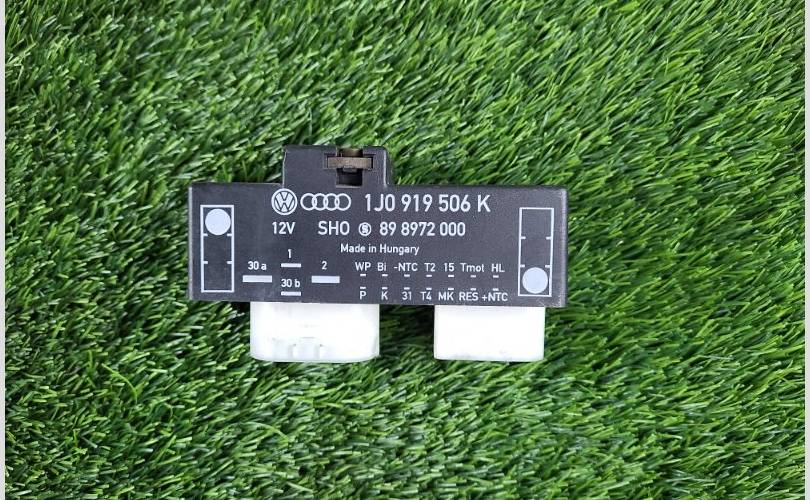 1J0 919 506 K
12V SHO 89 8972 000
Made in Hungary
1
30 a 2 WP Bi -NTC T2 15 Tmot HL
30 b P K 31 T4 MK RES +NTC